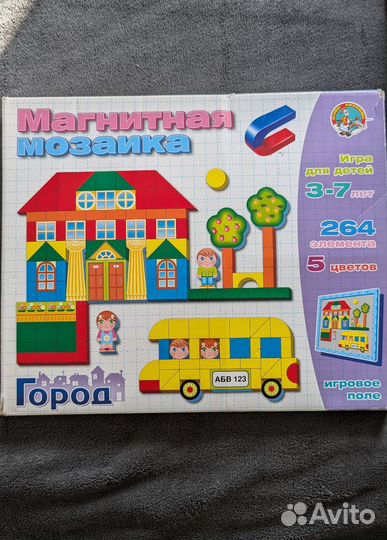 Магнитная
мозаика
Игра
для детей
3-7 лет
264
элемента
5 цветов
АБВ 123
Город
игровое
поле
Avito